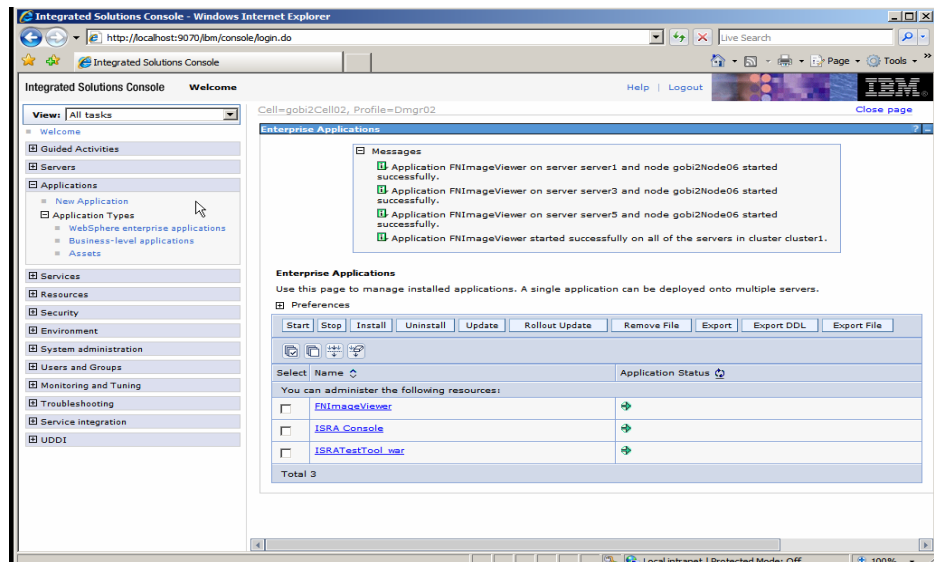 Integrated Solutions Console - Windows Internet Explorer
http://localhost:9070/ibm/console/login.do
Live Search
Integrated Solutions Console
Page
Tools
Integrated Solutions Console Welcome
Help | Logout
IBM.
View: All tasks
Welcome
Guided Activities
Servers
Applications
New Application
Application Types
WebSphere enterprise applications
Business-level applications
Assets
Services
Resources
Security
Environment
System administration
Users and Groups
Monitoring and Tuning
Troubleshooting
Service integration
UDDI
Cell=gobi2Cell02, Profile=Dmgr02
Close page
Enterprise Applications
Messages
Application FNImageViewer on server server1 and node gobi2Node06 started
successfully.
Application FNImageViewer on server server3 and node gobi2Node06 started
successfully.
Application FNImageViewer on server server5 and node gobi2Node06 started
successfully.
Application FNImageViewer started successfully on all of the servers in cluster cluster1.
Enterprise Applications
Use this page to manage installed applications. A single application can be deployed onto multiple servers.
Preferences
Start Stop Install Uninstall Update Rollout Update Remove File Export Export DDL Export File
Select Name Application Status
You can administer the following resources:
FNImageViewer
ISRA Console
ISRATestTool war
Total 3
Local intranet | Protected Mode: Off
100%